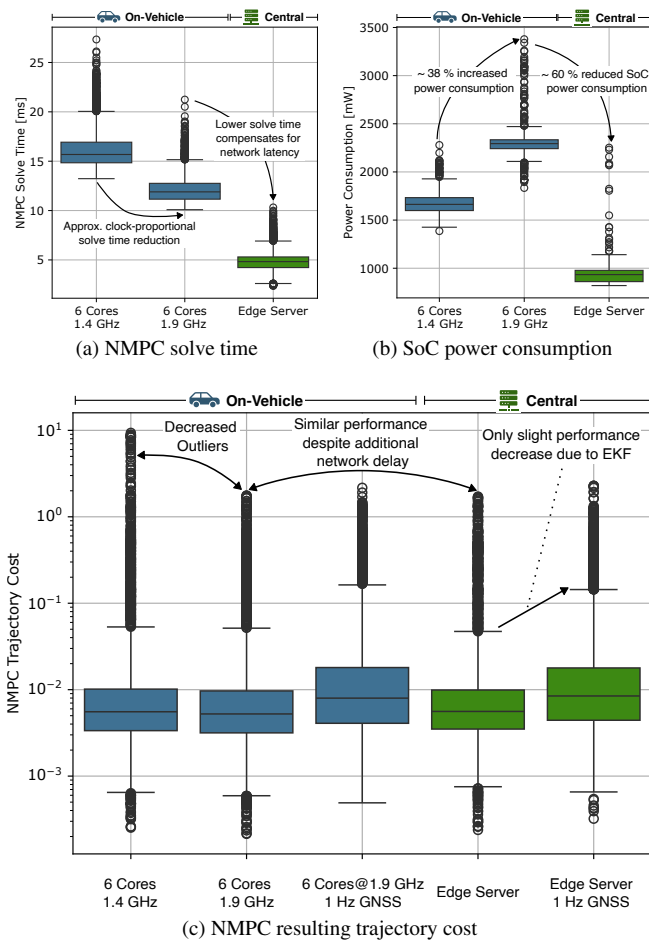 On-Vehicle
Central
NMPC Solve Time [ms]
25
20
15
10
5
Lower solve time
compensates for
network latency
Approx. clock-proportional
solve time reduction
6 Cores
1.4 GHz
6 Cores
1.9 GHz
Edge Server
(a) NMPC solve time
On-Vehicle
Central
Power Consumption [mW]
3500
3000
2500
2000
1500
1000
~ 38 % increased
power consumption
~ 60 % reduced SoC
power consumption
6 Cores
1.4 GHz
6 Cores
1.9 GHz
Edge Server
(b) SoC power consumption
On-Vehicle
Central
NMPC Trajectory Cost
10¹
10⁰
10⁻¹
10⁻²
10⁻³
Decreased
Outliers
Similar performance
despite additional
network delay
Only slight performance
decrease due to EKF
6 Cores
1.4 GHz
6 Cores
1.9 GHz
6 Cores@1.9 GHz
1 Hz GNSS
Edge Server
Edge Server
1 Hz GNSS
(c) NMPC resulting trajectory cost